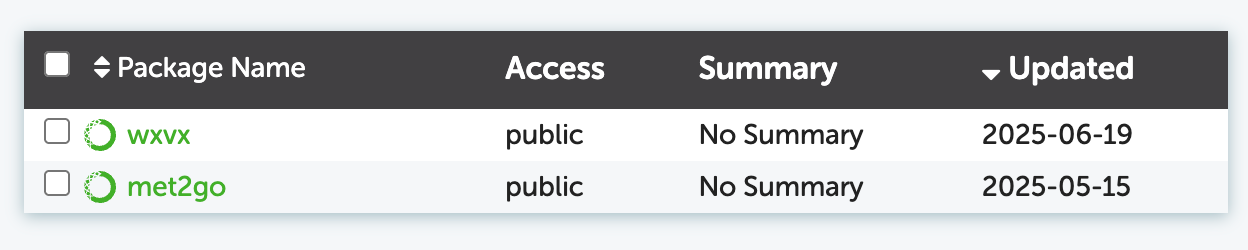 Package Name Access Summary Updated
wxvx public No Summary 2025-06-19
met2go public No Summary 2025-05-15